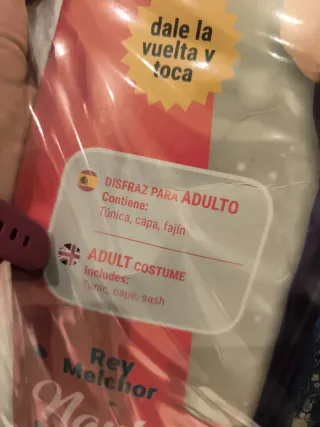 dale la
vuelta y
toca
DISFRAZ PARA ADULTO
Contiene:
Túnica, capa, fajín
ADULT COSTUME
Includes:
Tunic, cape, sash
Rey
Melchor